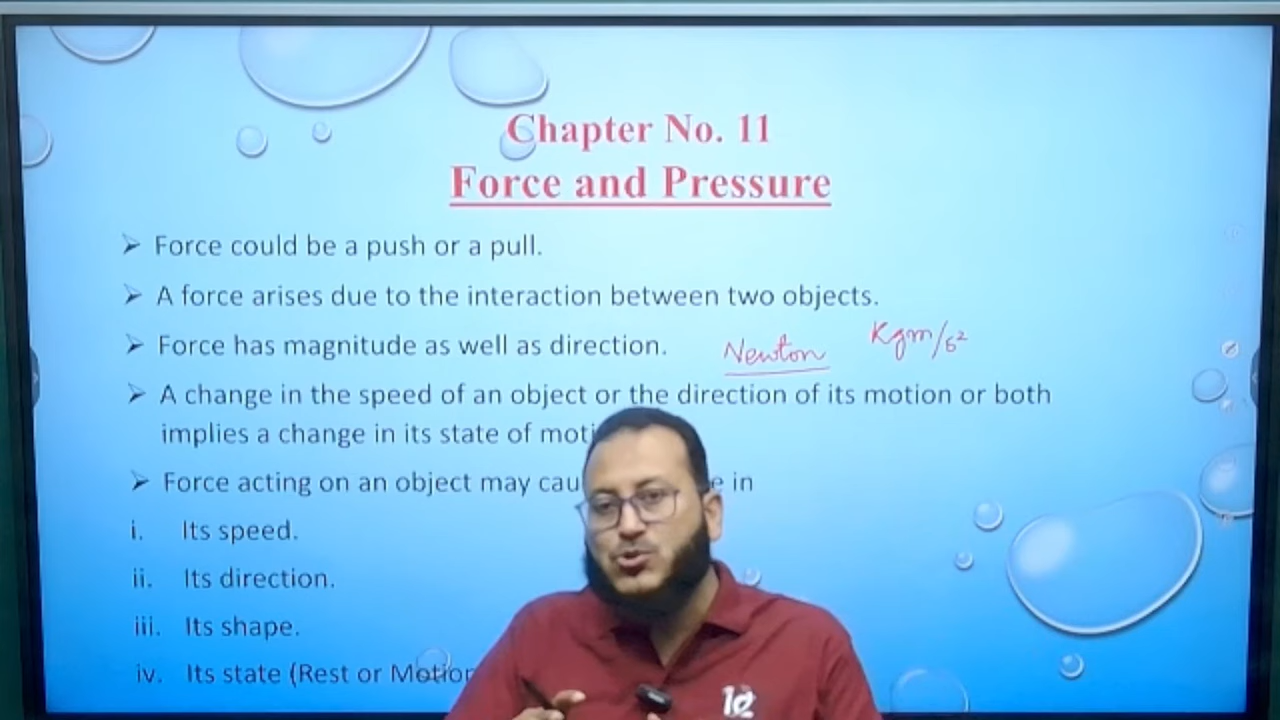 Chapter No. 11
Force and Pressure
➢ Force could be a push or a pull.
➢ A force arises due to the interaction between two objects.
➢ Force has magnitude as well as direction. Newton Kgm/s²
➢ A change in the speed of an object or the direction of its motion or both
implies a change in its state of moti
➢ Force acting on an object may cau e in
i. Its speed.
ii. Its direction.
iii. Its shape.
iv. Its state (Rest or Motion